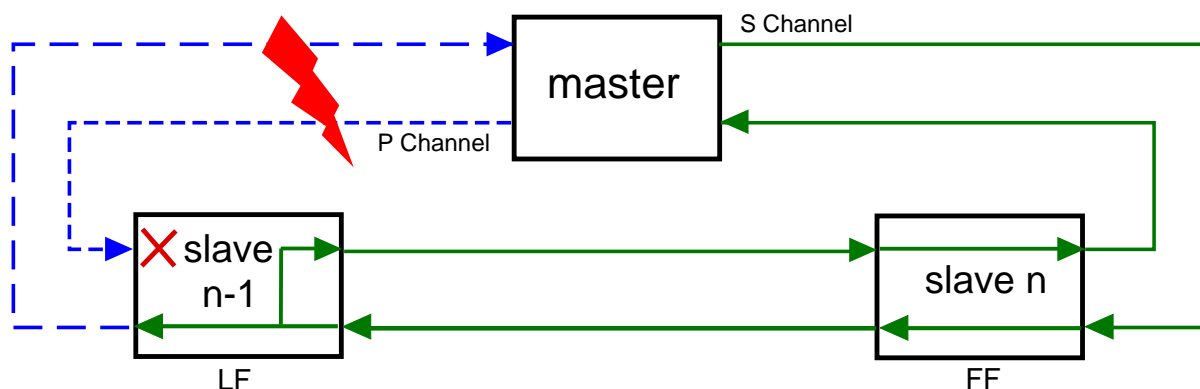 S Channel
master
P Channel
slave
n-1
slave n
LF
FF